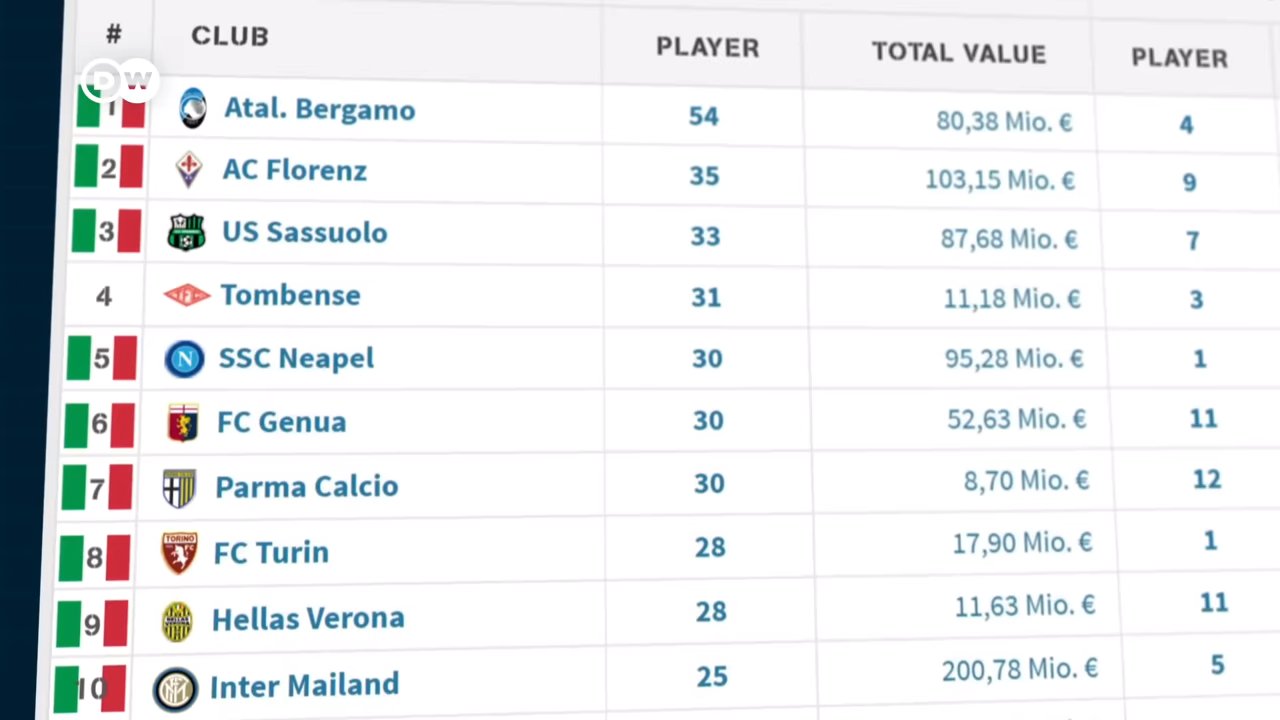 # CLUB PLAYER TOTAL VALUE PLAYER
DW
1 Atal. Bergamo 54 80,38 Mio. € 4
2 AC Florenz 35 103,15 Mio. € 9
3 US Sassuolo 33 87,68 Mio. € 7
4 Tombense 31 11,18 Mio. € 3
5 N SSC Neapel 30 95,28 Mio. € 1
6 FC Genua 30 52,63 Mio. € 11
7 Parma Calcio 30 8,70 Mio. € 12
8 TORINO FC FC Turin 28 17,90 Mio. € 1
9 Hellas Verona 28 11,63 Mio. € 11
10 Inter Mailand 25 200,78 Mio. € 5